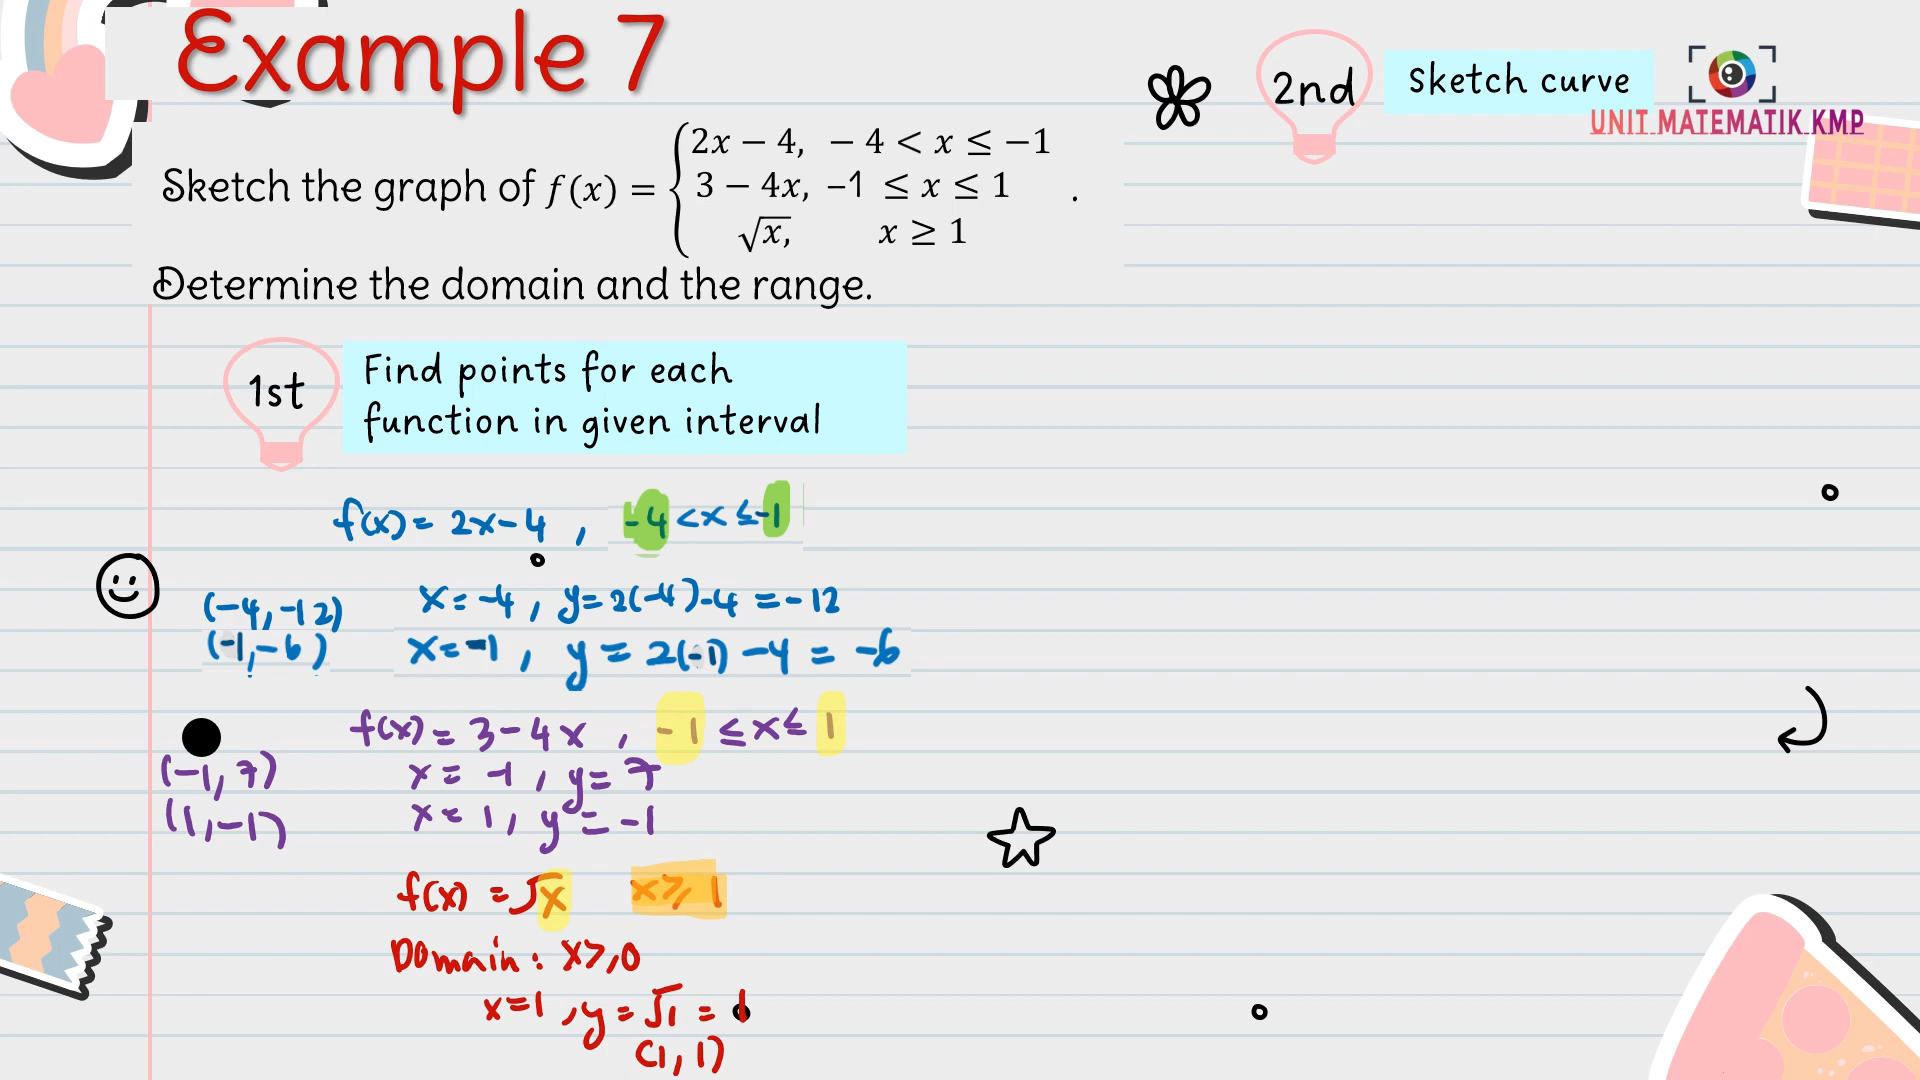 Example 7
2nd
Sketch curve
UNIT MATEMATIK KMP
Sketch the graph of f(x) = { 2x − 4, − 4 < x ≤ −1
3 − 4x, −1 ≤ x ≤ 1
√x, x ≥ 1 .
Determine the domain and the range.
1st
Find points for each
function in given interval
f(x) = 2x − 4 , -4 < x ≤ -1
(-4, -12) x = -4 , y = 2(-4) - 4 = -12
(-1, -6) x = -1 , y = 2(-1) - 4 = -6
f(x) = 3 - 4x , -1 ≤ x ≤ 1
(-1, 7) x = -1 , y = 7
(1, -1) x = 1 , y = -1
f(x) = √x x ≥ 1
Domain : x ≥ 0
x = 1 , y = √1 = 1
(1, 1)